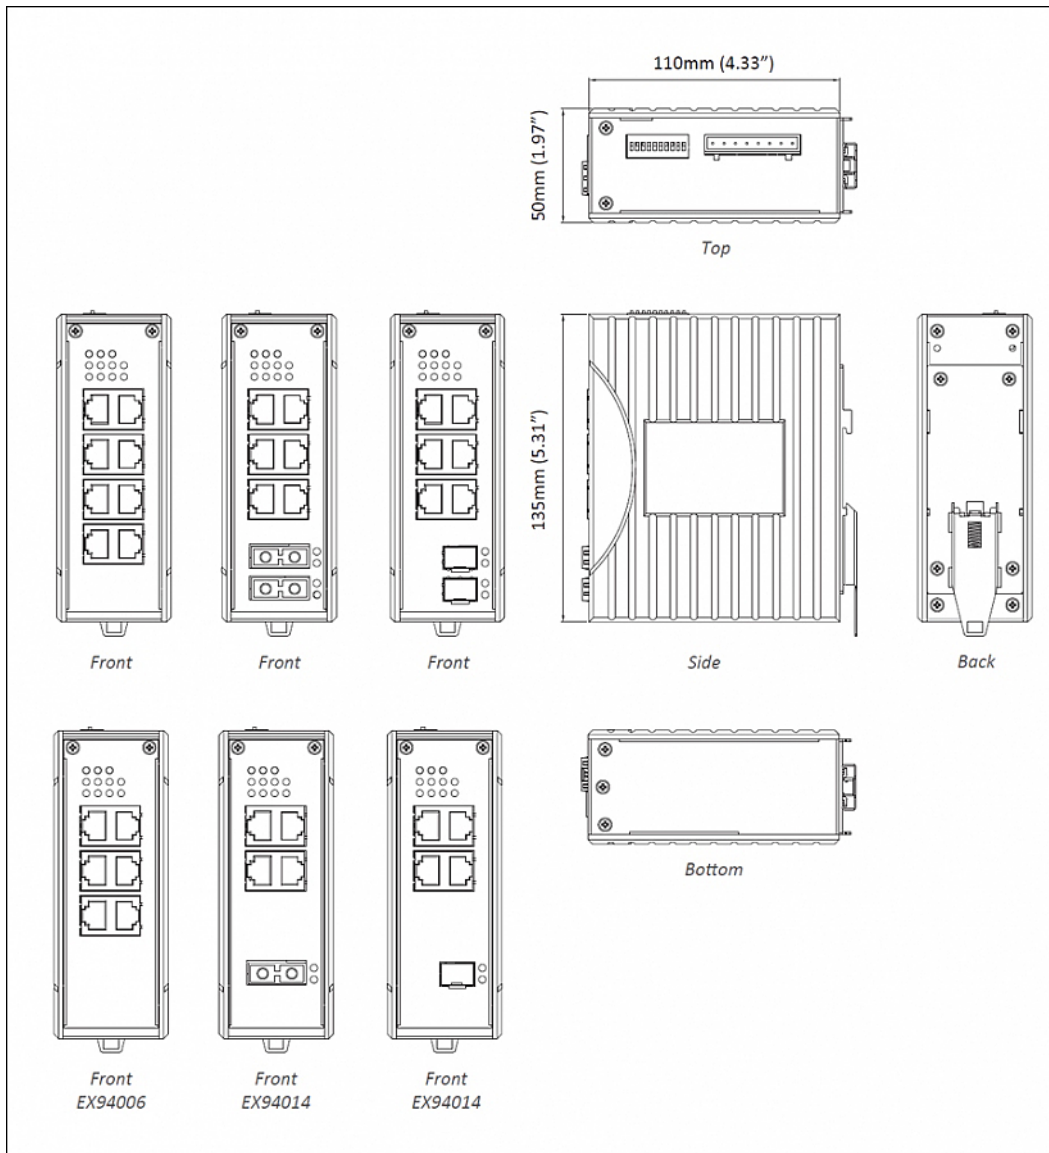 110mm (4.33”)
50mm (1.97”)
Top
135mm (5.31”)
Front
Front
Front
Side
Back
Bottom
Front
EX94006
Front
EX94014
Front
EX94014